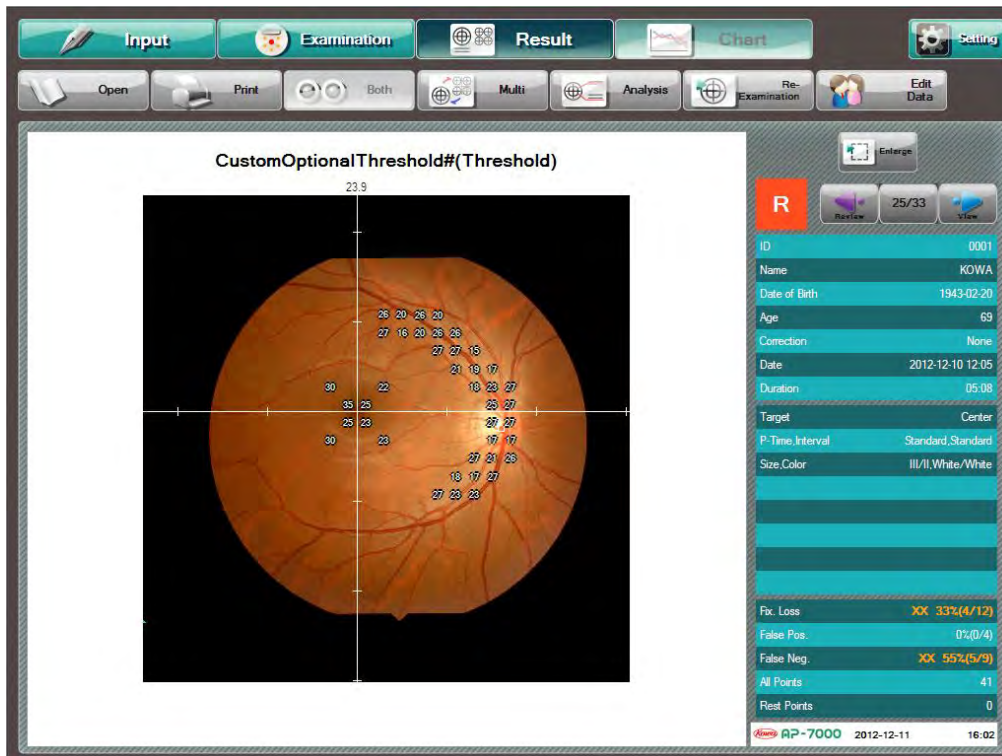 Input Examination Result Chart Setting
Open Print Both Multi Analysis Re-Examination Edit Data
CustomOptionalThreshold#(Threshold)
23.9
26 20 26 20
27 16 20 26 26
27 27 15
21 19 17
30 22 18 23 27
35 25 25 27
25 23 27 27
30 23 17 17
27 21 26
18 17 27
27 23 23
Enlarge
R Review 25/33 View
ID 0001
Name KOWA
Date of Birth 1943-02-20
Age 69
Correction None
Date 2012-12-10 12:05
Duration 05:08
Target Center
P-Time,Interval Standard,Standard
Size,Color III/II,White/White
Fix. Loss XX 33%(4/12)
False Pos. 0%(0/4)
False Neg. XX 55%(5/9)
All Points 41
Rest Points 0
Kowa AP-7000 2012-12-11 16:02